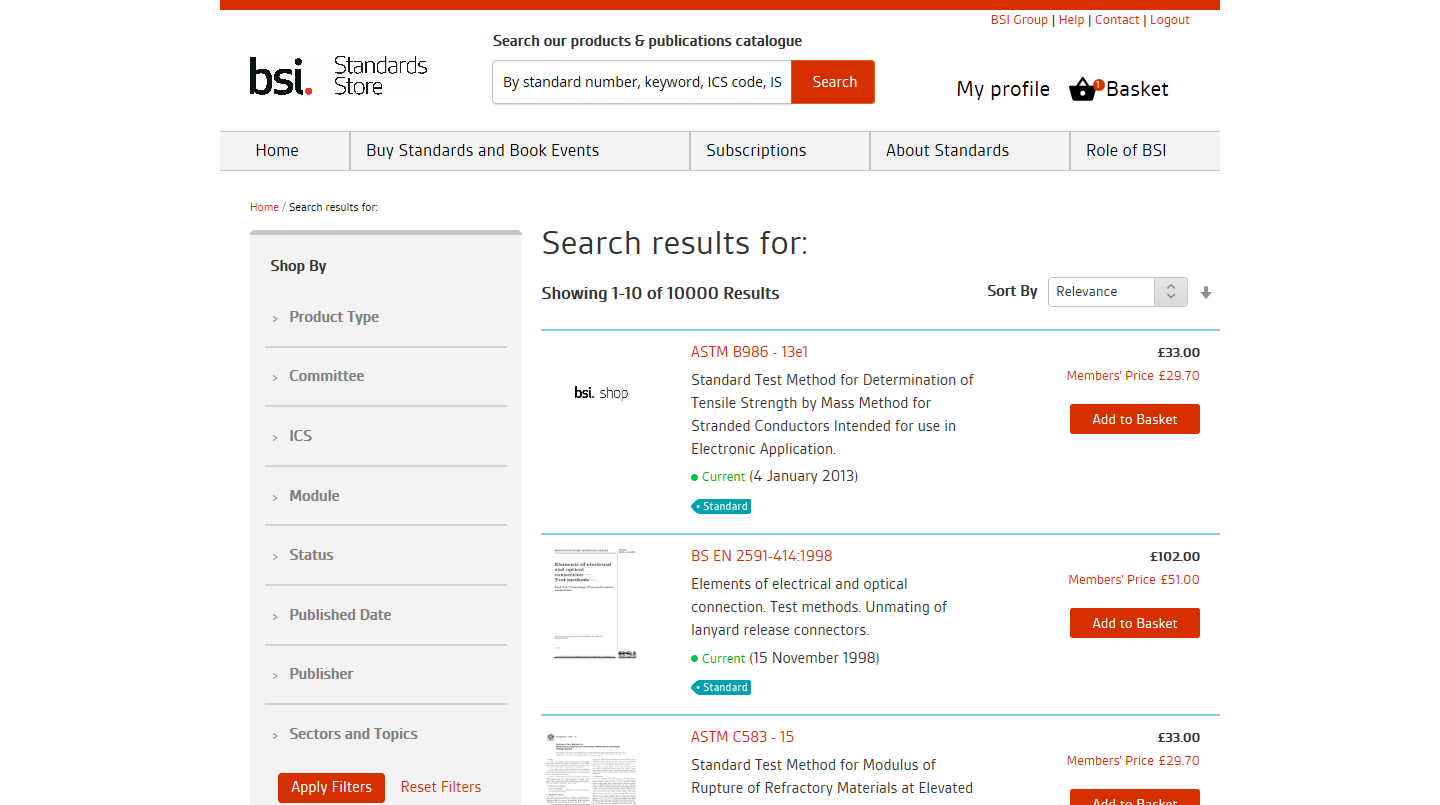 BSI Group | Help | Contact | Logout
bsi. Standards Store
Search our products & publications catalogue
By standard number, keyword, ICS code, IS
Search
My profile
1
Basket
Home
Buy Standards and Book Events
Subscriptions
About Standards
Role of BSI
Home / Search results for:
Shop By
Product Type
Committee
ICS
Module
Status
Published Date
Publisher
Sectors and Topics
Apply Filters
Reset Filters
Search results for:
Showing 1-10 of 10000 Results
Sort By
Relevance
bsi. shop
ASTM B986 - 13e1
Standard Test Method for Determination of
Tensile Strength by Mass Method for
Stranded Conductors Intended for use in
Electronic Application.
Current (4 January 2013)
Standard
£33.00
Members' Price £29.70
Add to Basket
Elements of electrical
and optical
connection —
Test methods —
BSI
BS EN 2591-414:1998
Elements of electrical and optical
connection. Test methods. Unmating of
lanyard release connectors.
Current (15 November 1998)
Standard
£102.00
Members' Price £51.00
Add to Basket
ASTM C583 - 15
Standard Test Method for Modulus of
Rupture of Refractory Materials at Elevated
£33.00
Members' Price £29.70
Add to Basket